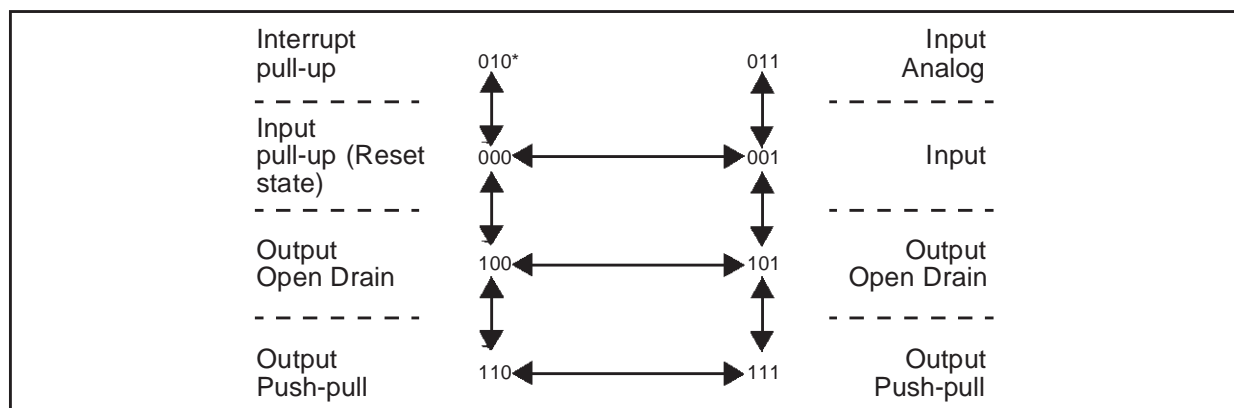 Interrupt
pull-up
010*
011
Input
Analog
Input
pull-up (Reset
state)
000
001
Input
Output
Open Drain
100
101
Output
Open Drain
Output
Push-pull
110
111
Output
Push-pull